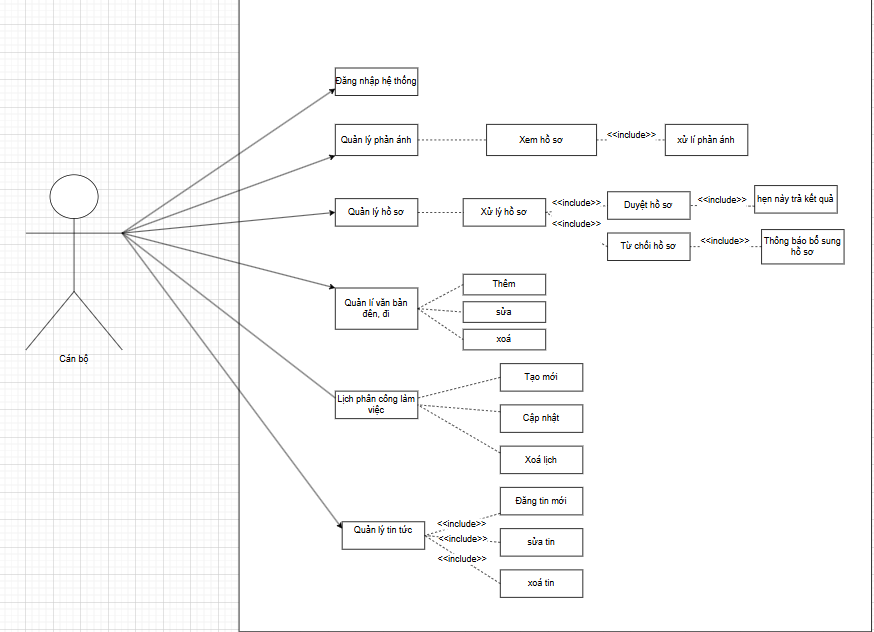 Đăng nhập hệ thống
Quản lý phản ánh
Xem hồ sơ
<<include>>
xử lí phản ánh
Quản lý hồ sơ
Xử lý hồ sơ
<<include>>
<<include>>
Duyệt hồ sơ
<<include>>
hẹn này trả kết quả
Từ chối hồ sơ
<<include>>
Thông báo bổ sung
hồ sơ
Quản lí văn bản
đến, đi
Thêm
sửa
xoá
Cán bộ
Lịch phân công làm
việc
Tạo mới
Cập nhật
Xoá lịch
Quản lý tin tức
<<include>>
<<include>>
<<include>>
Đăng tin mới
sửa tin
xoá tin